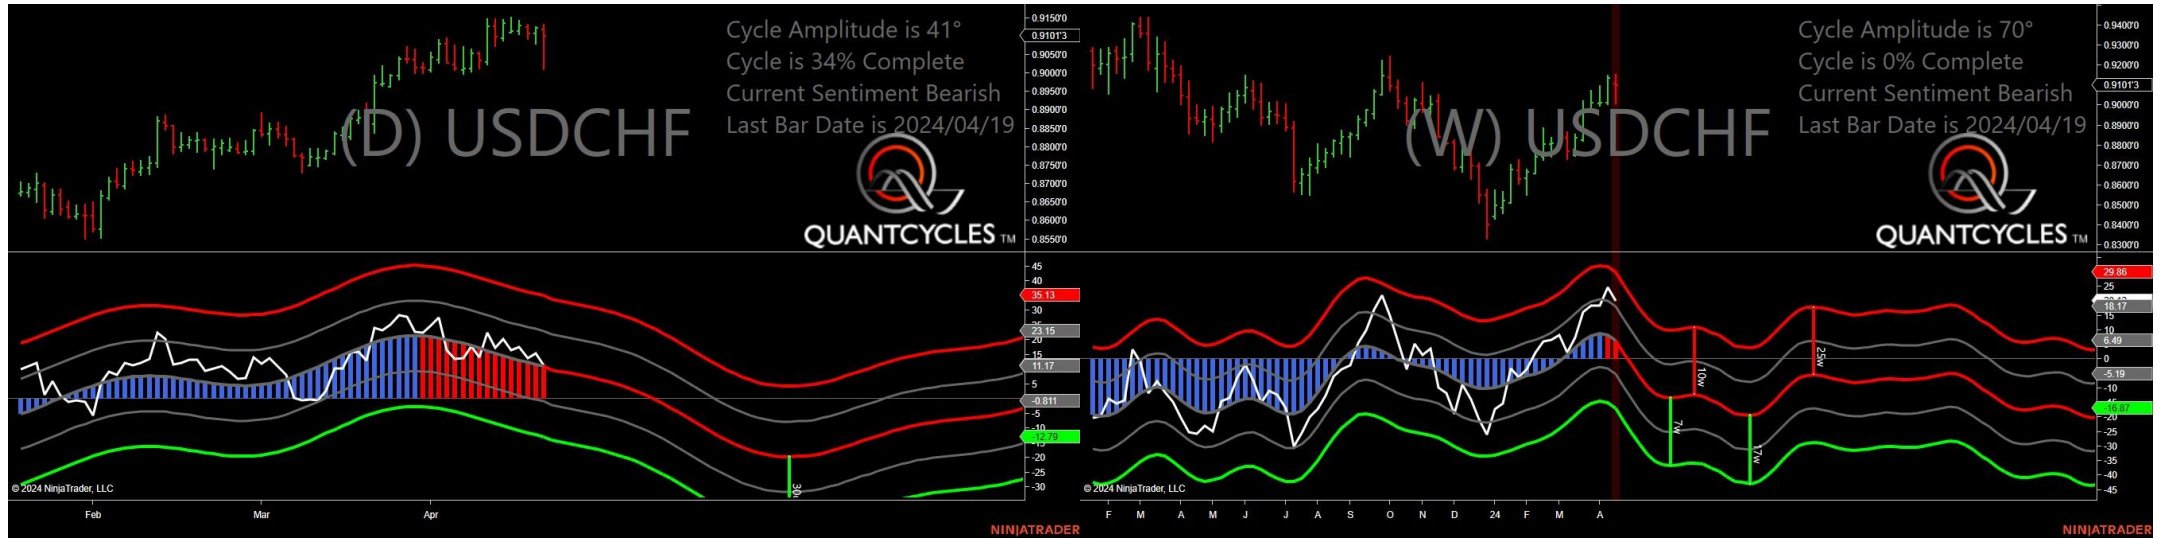 Cycle Amplitude is 41°
Cycle is 34% Complete
Current Sentiment Bearish
Last Bar Date is 2024/04/19
(D) USDCHF
QUANTCYCLES TM
0.9150'0
0.9101'3
0.9050'0
0.9000'0
0.8950'0
0.8900'0
0.8850'0
0.8800'0
0.8750'0
0.8700'0
0.8650'0
0.8600'0
0.8550'0
45
40
35.13
30
23.15
20
15
11.17
5
-0.811
-5
-10
-12.79
-20
-25
-30
© 2024 NinjaTrader, LLC
Feb Mar Apr
NINJATRADER
Cycle Amplitude is 70°
Cycle is 0% Complete
Current Sentiment Bearish
Last Bar Date is 2024/04/19
(W) USDCHF
QUANTCYCLES TM
0.9400'0
0.9300'0
0.9200'0
0.9101'3
0.9000'0
0.8900'0
0.8800'0
0.8700'0
0.8600'0
0.8500'0
0.8400'0
0.8300'0
29.86
25
18.17
15
10
6.49
0
-5.19
-10
-16.87
-20
-25
-30
-35
-40
-45
10w
7w
17w
25w
© 2024 NinjaTrader, LLC
F M A M J J A S O N D 24 F M A
NINJATRADER